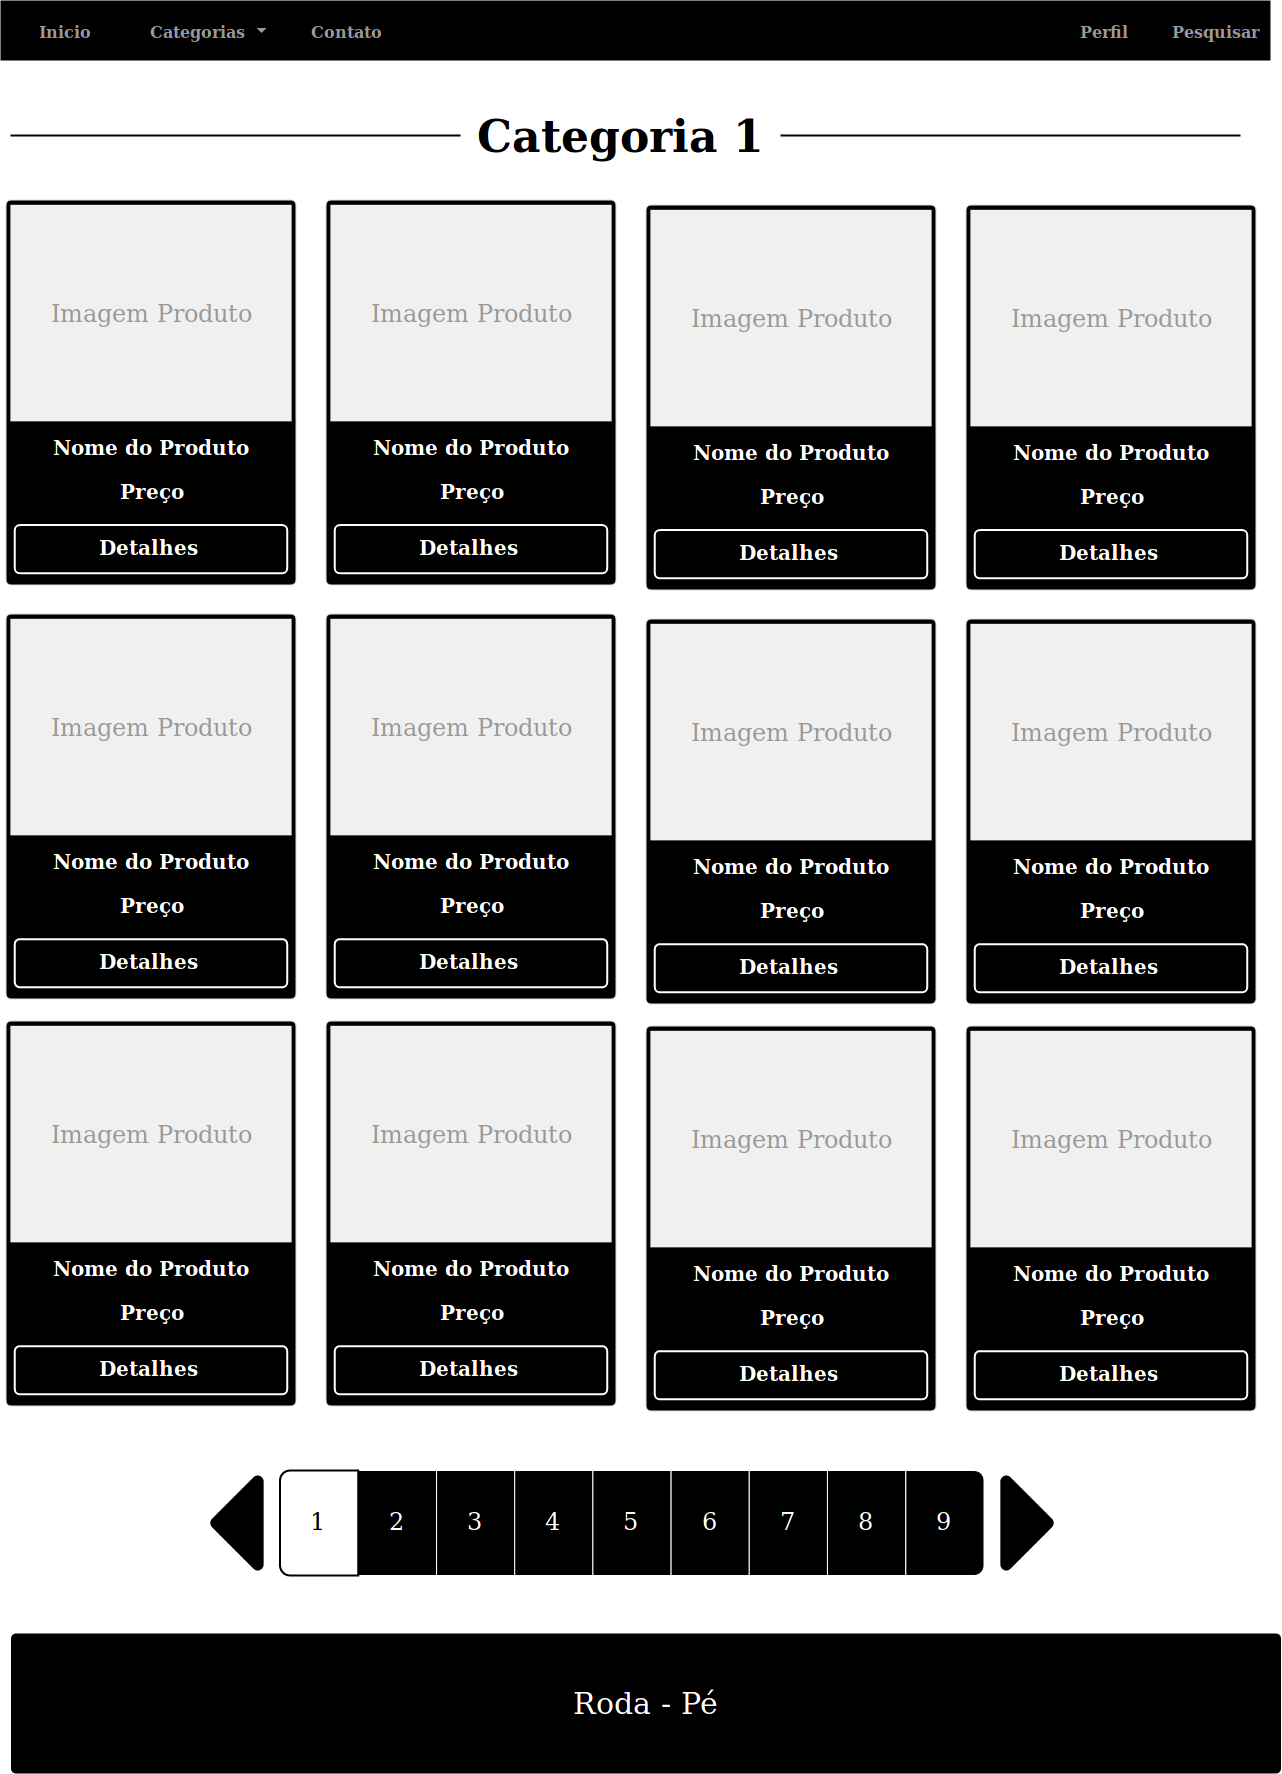 Inicio Categorias Contato Perfil Pesquisar
Categoria 1
Imagem Produto Imagem Produto Imagem Produto Imagem Produto
Nome do Produto Nome do Produto Nome do Produto Nome do Produto
Preço Preço Preço Preço
Detalhes Detalhes Detalhes Detalhes
Imagem Produto Imagem Produto Imagem Produto Imagem Produto
Nome do Produto Nome do Produto Nome do Produto Nome do Produto
Preço Preço Preço Preço
Detalhes Detalhes Detalhes Detalhes
Imagem Produto Imagem Produto Imagem Produto Imagem Produto
Nome do Produto Nome do Produto Nome do Produto Nome do Produto
Preço Preço Preço Preço
Detalhes Detalhes Detalhes Detalhes
1 2 3 4 5 6 7 8 9
Roda - Pé